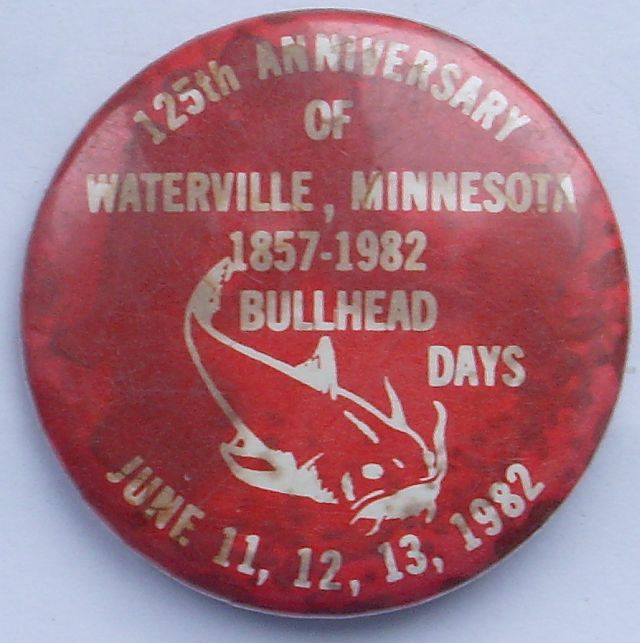 125th ANNIVERSARY
OF
WATERVILLE, MINNESOTA
1857-1982
BULLHEAD
DAYS
JUNE 11, 12, 13, 1982